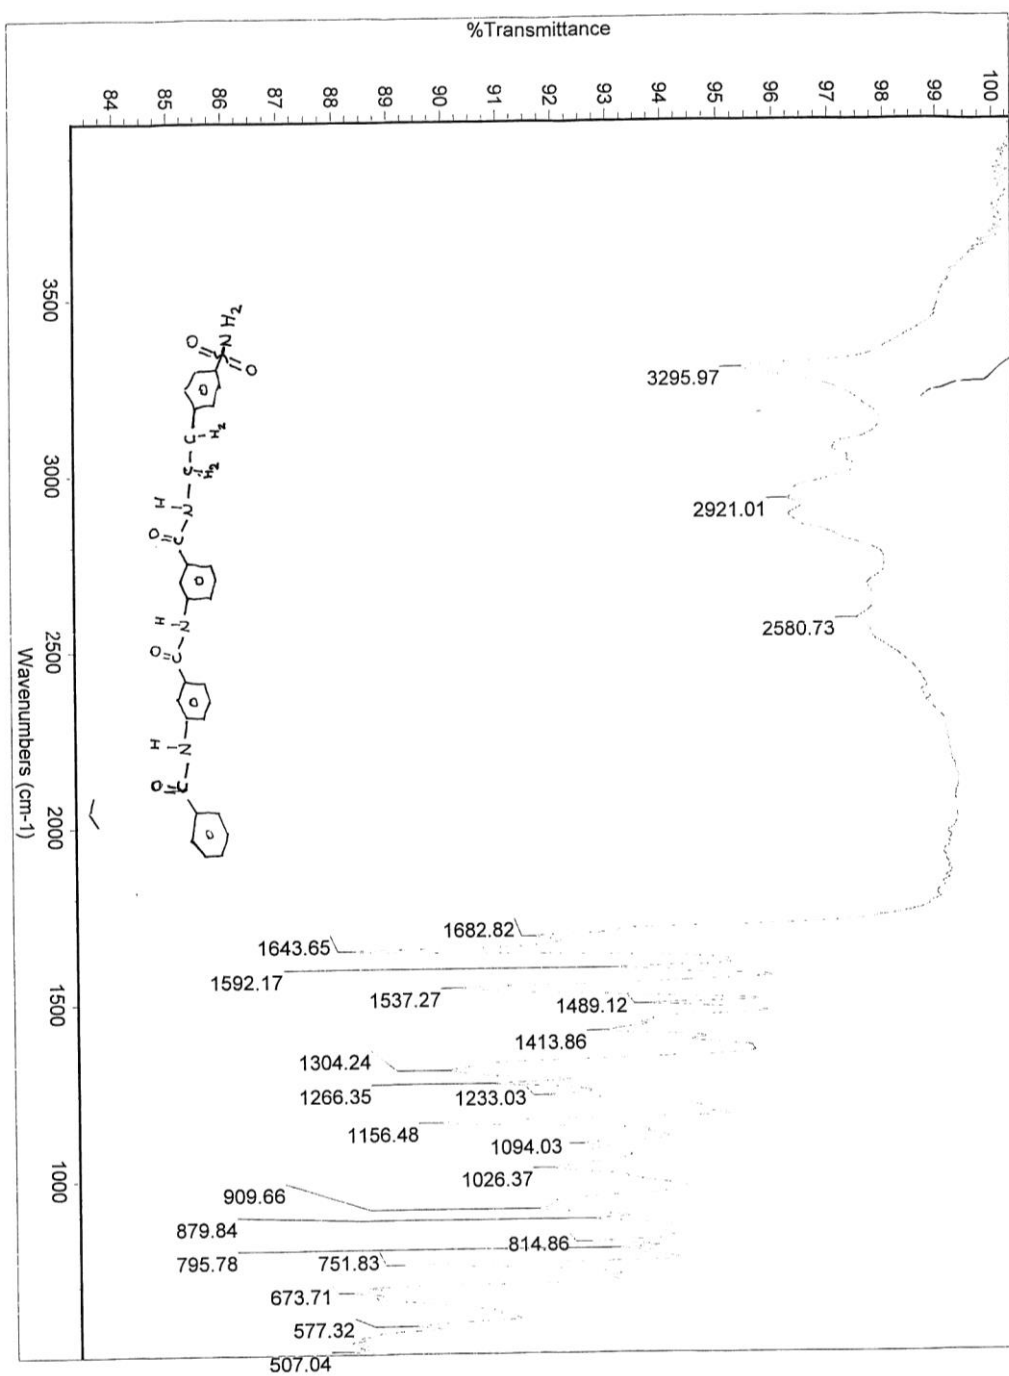 %Transmittance
84 85 86 87 88 89 90 91 92 93 94 95 96 97 98 99 100
3500
3000
2500
2000
1500
1000
Wavenumbers (cm-1)
3295.97
2921.01
2580.73
1682.82
1643.65
1592.17
1537.27
1489.12
1413.86
1304.24
1266.35
1233.03
1156.48
1094.03
1026.37
909.66
879.84
814.86
795.78
751.83
673.71
577.32
507.04
NH2
O=S=O
H2
C
H2
C
N
H
C
O
N
H
C
O
N
H
C
O